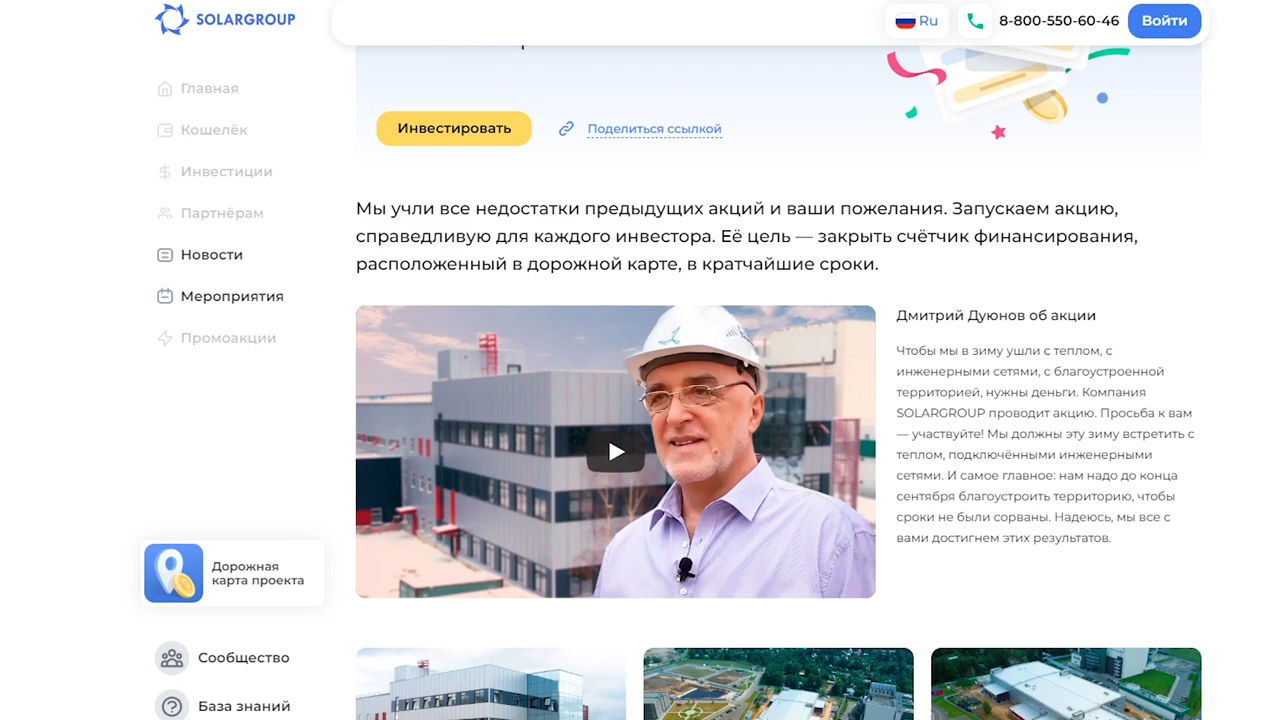 SOLARGROUP
Ru
8-800-550-60-46
Войти
Главная
Кошелёк
Инвестиции
Партнёрам
Новости
Мероприятия
Промоакции
Дорожная
карта проекта
Сообщество
База знаний
Инвестировать
Поделиться ссылкой
Мы учли все недостатки предыдущих акций и ваши пожелания. Запускаем акцию,
справедливую для каждого инвестора. Её цель — закрыть счётчик финансирования,
расположенный в дорожной карте, в кратчайшие сроки.
Дмитрий Дуюнов об акции
Чтобы мы в зиму ушли с теплом, с
инженерными сетями, с благоустроенной
территорией, нужны деньги. Компания
SOLARGROUP проводит акцию. Просьба к вам
— участвуйте! Мы должны эту зиму встретить с
теплом, подключёнными инженерными
сетями. И самое главное: нам надо до конца
сентября благоустроить территорию, чтобы
сроки не были сорваны. Надеюсь, мы все с
вами достигнем этих результатов.